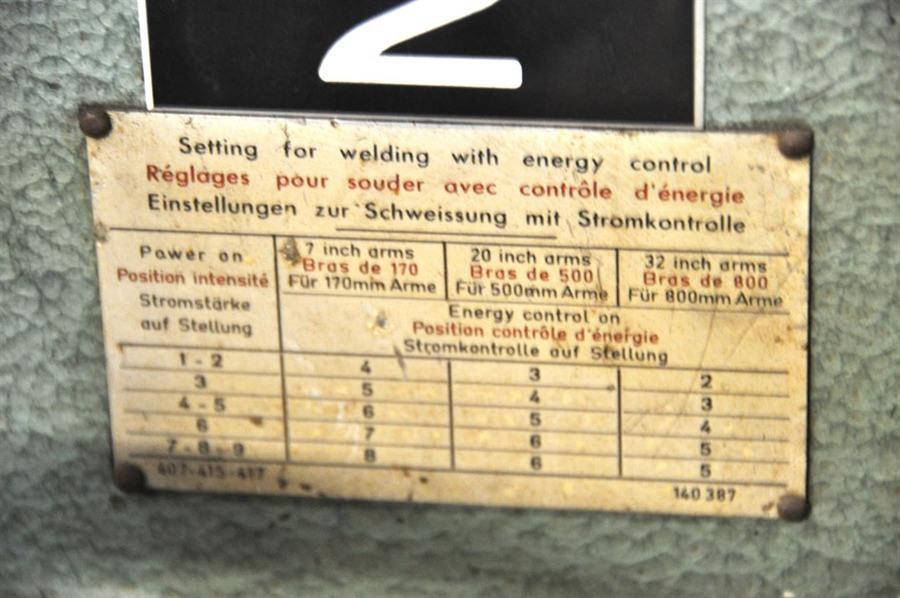 2
Setting for welding with energy control
Réglages pour souder avec contrôle d'énergie
Einstellungen zur Schweissung mit Stromkontrolle
Power on
Position intensité
Stromstärke
auf Stellung
7 inch arms
Bras de 170
Für 170mm Arme
20 inch arms
Bras de 500
Für 500mm Arme
32 inch arms
Bras de 800
Für 800mm Arme
Energy control on
Position contrôle d'énergie
Stromkontrolle auf Stellung
1 - 2 4 3 2
3 5 4 3
4 - 5 6 5 4
6 7 6 5
7 - 8 - 9 8 6 5
407-415-417
140 387